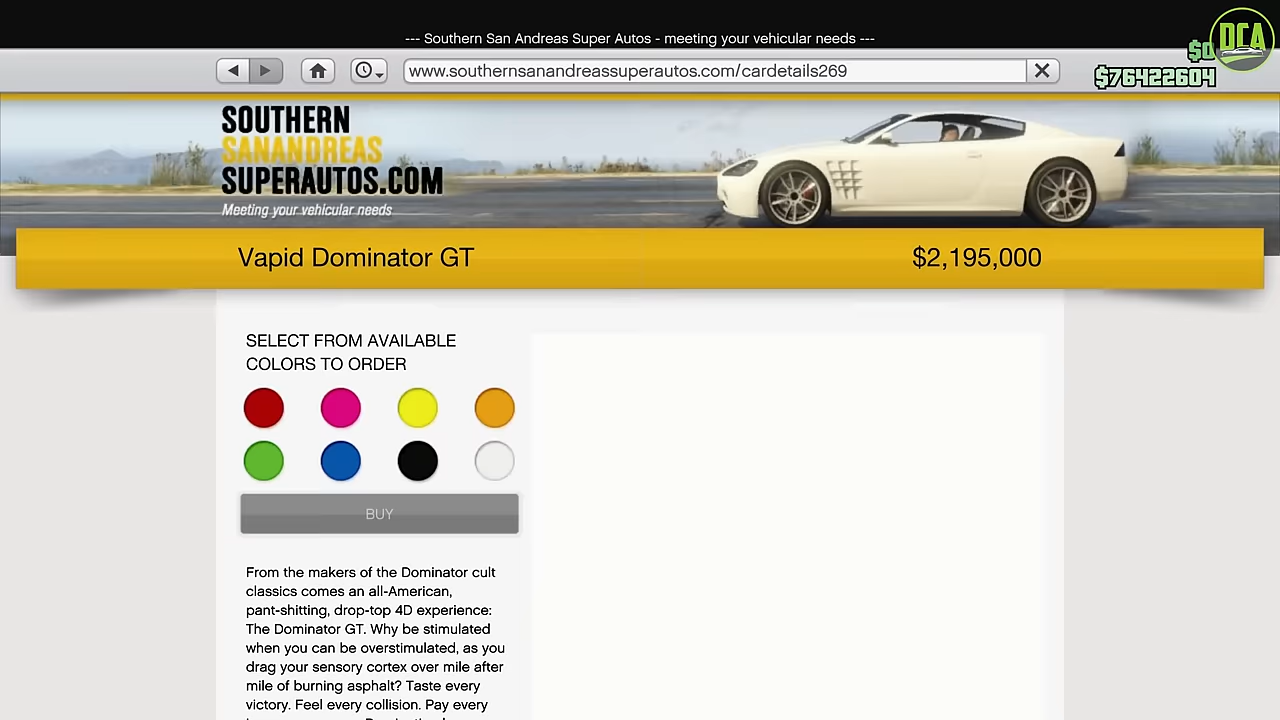 --- Southern San Andreas Super Autos - meeting your vehicular needs ---
DCA
$0
www.southernsanandreassuperautos.com/cardetails269
$76422604
SOUTHERN
SANANDREAS
SUPERAUTOS.COM
Meeting your vehicular needs
Vapid Dominator GT
$2,195,000
SELECT FROM AVAILABLE
COLORS TO ORDER
BUY
From the makers of the Dominator cult
classics comes an all-American,
pant-shitting, drop-top 4D experience:
The Dominator GT. Why be stimulated
when you can be overstimulated, as you
drag your sensory cortex over mile after
mile of burning asphalt? Taste every
victory. Feel every collision. Pay every